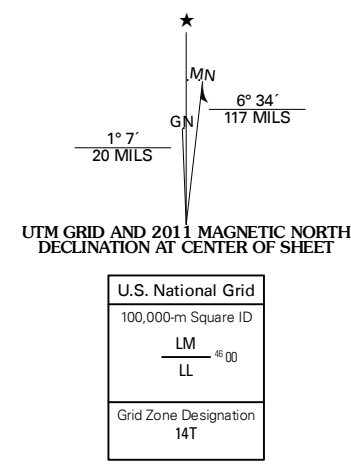 ★
MN
6° 34´
117 MILS
GN
1° 7´
20 MILS
UTM GRID AND 2011 MAGNETIC NORTH
DECLINATION AT CENTER OF SHEET
U.S. National Grid
100,000-m Square ID
LM
46 00
LL
Grid Zone Designation
14T